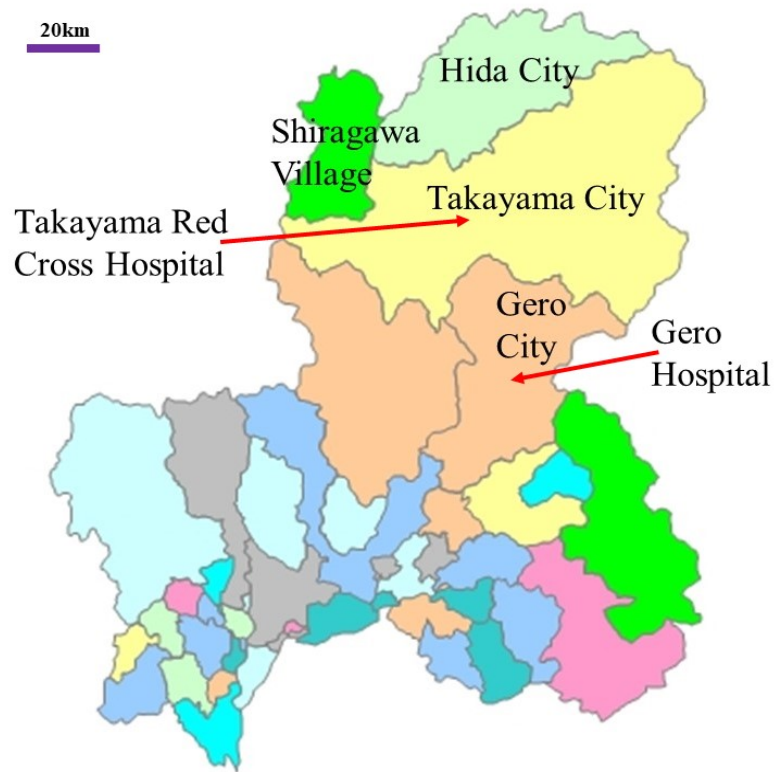 20km
Hida City
Shiragawa
Village
Takayama City
Takayama Red
Cross Hospital
Gero
City
Gero
Hospital